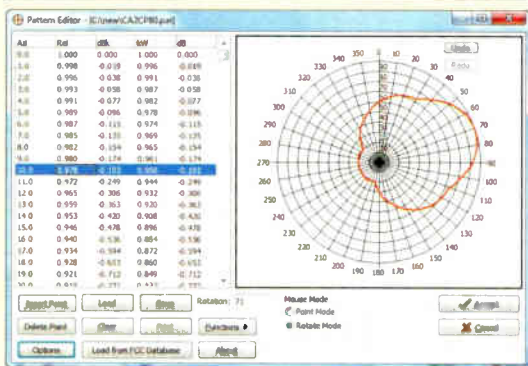 Pattern Editor - [C:\new\CA2CP80.pat]
Azi Rel dBk kW dB
0.0 1.000 0.000 1.000 0.000
1.0 0.998 -0.019 0.996 -0.019
2.0 0.996 -0.038 0.991 -0.038
3.0 0.993 -0.058 0.987 -0.058
4.0 0.991 -0.077 0.982 -0.077
5.0 0.989 -0.096 0.978 -0.096
6.0 0.987 -0.115 0.974
7.0 0.985 -0.135 0.969 -0.135
8.0 0.982 -0.154 0.965 -0.154
9.0 0.980 -0.174 0.961 -0.174
10.0 0.978
11.0 0.972 -0.249 0.944 -0.249
12.0 0.965 -0.306 0.932 -0.306
13.0 0.959 -0.363 0.920 -0.363
14.0 0.953 -0.420 0.908 -0.420
15.0 0.946 -0.478 0.896 -0.478
16.0 0.940 -0.536 0.884 -0.536
17.0 0.934 -0.594 0.872 -0.594
18.0 0.928 0.860
19.0 0.921 -0.712 0.849 -0.712
Undo
Redo
350 0 10
340 20
330 30
320 40
310 50
300 60
290 70
280 80
270 90
260 100
250 110
240 120
230 130
220 140
210 150
200 160
190 180 170
Insert Point Load Save Rotation: 71
Mouse Mode
Point Mode
Rotate Mode
Accept
Cancel
Delete Point Clear Print Functions
Options Load from FCC Database About